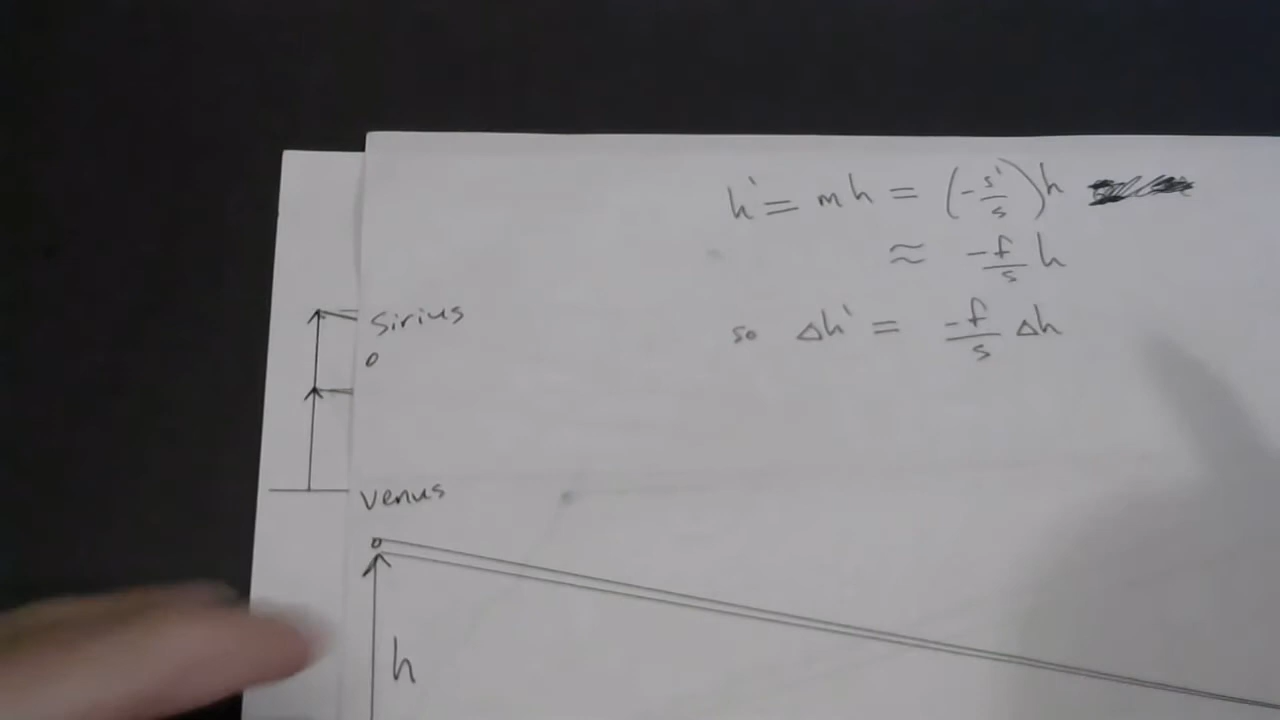 h' = mh = (-s'/s)h
≈ -f/s h
so Δh' = -f/s Δh
Sirius
Venus
h